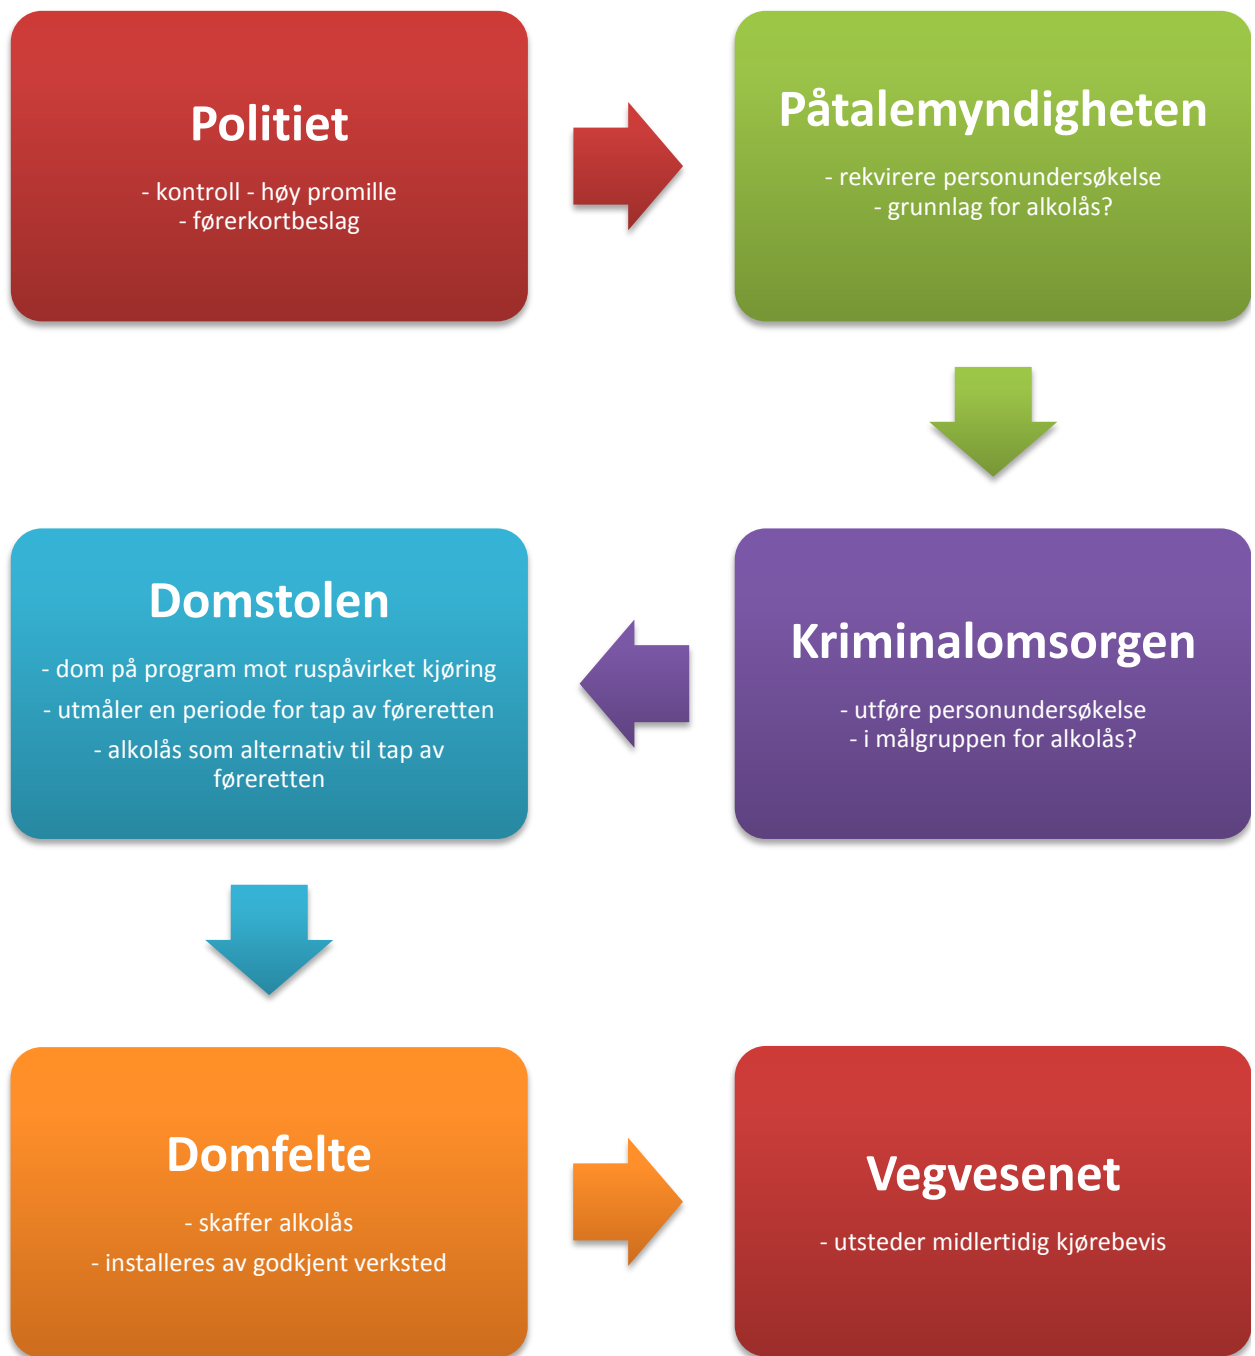 Politiet
- kontroll - høy promille
- førerkortbeslag
Påtalemyndigheten
- rekvirere personundersøkelse
- grunnlag for alkolås?
Kriminalomsorgen
- utføre personundersøkelse
- i målgruppen for alkolås?
Domstolen
- dom på program mot ruspåvirket kjøring
- utmåler en periode for tap av føreretten
- alkolås som alternativ til tap av
føreretten
Domfelte
- skaffer alkolås
- installeres av godkjent verksted
Vegvesenet
- utsteder midlertidig kjørebevis